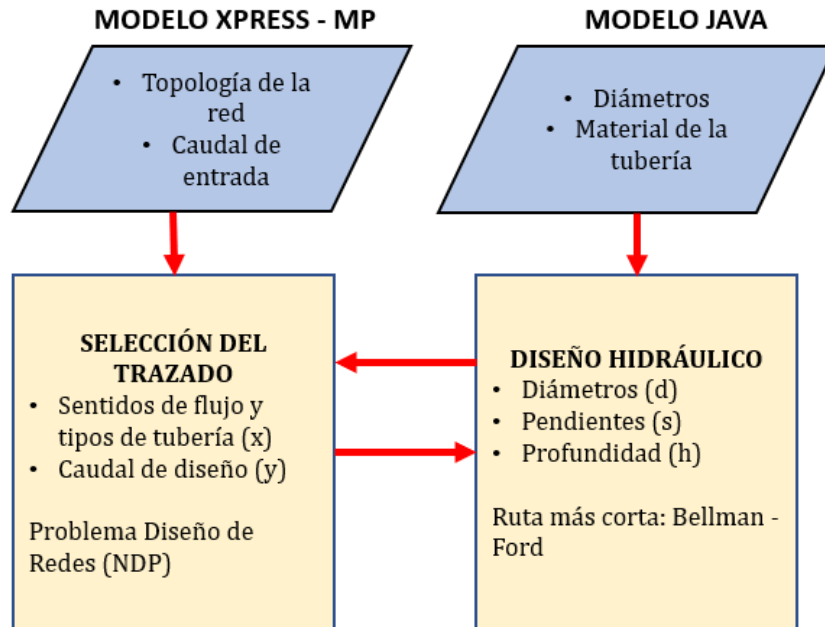 MODELO XPRESS - MP
• Topología de la
red
• Caudal de
entrada
SELECCIÓN DEL
TRAZADO
• Sentidos de flujo y
tipos de tubería (x)
• Caudal de diseño (y)
Problema Diseño de
Redes (NDP)
MODELO JAVA
• Diámetros
• Material de la
tubería
DISEÑO HIDRÁULICO
• Diámetros (d)
• Pendientes (s)
• Profundidad (h)
Ruta más corta: Bellman -
Ford